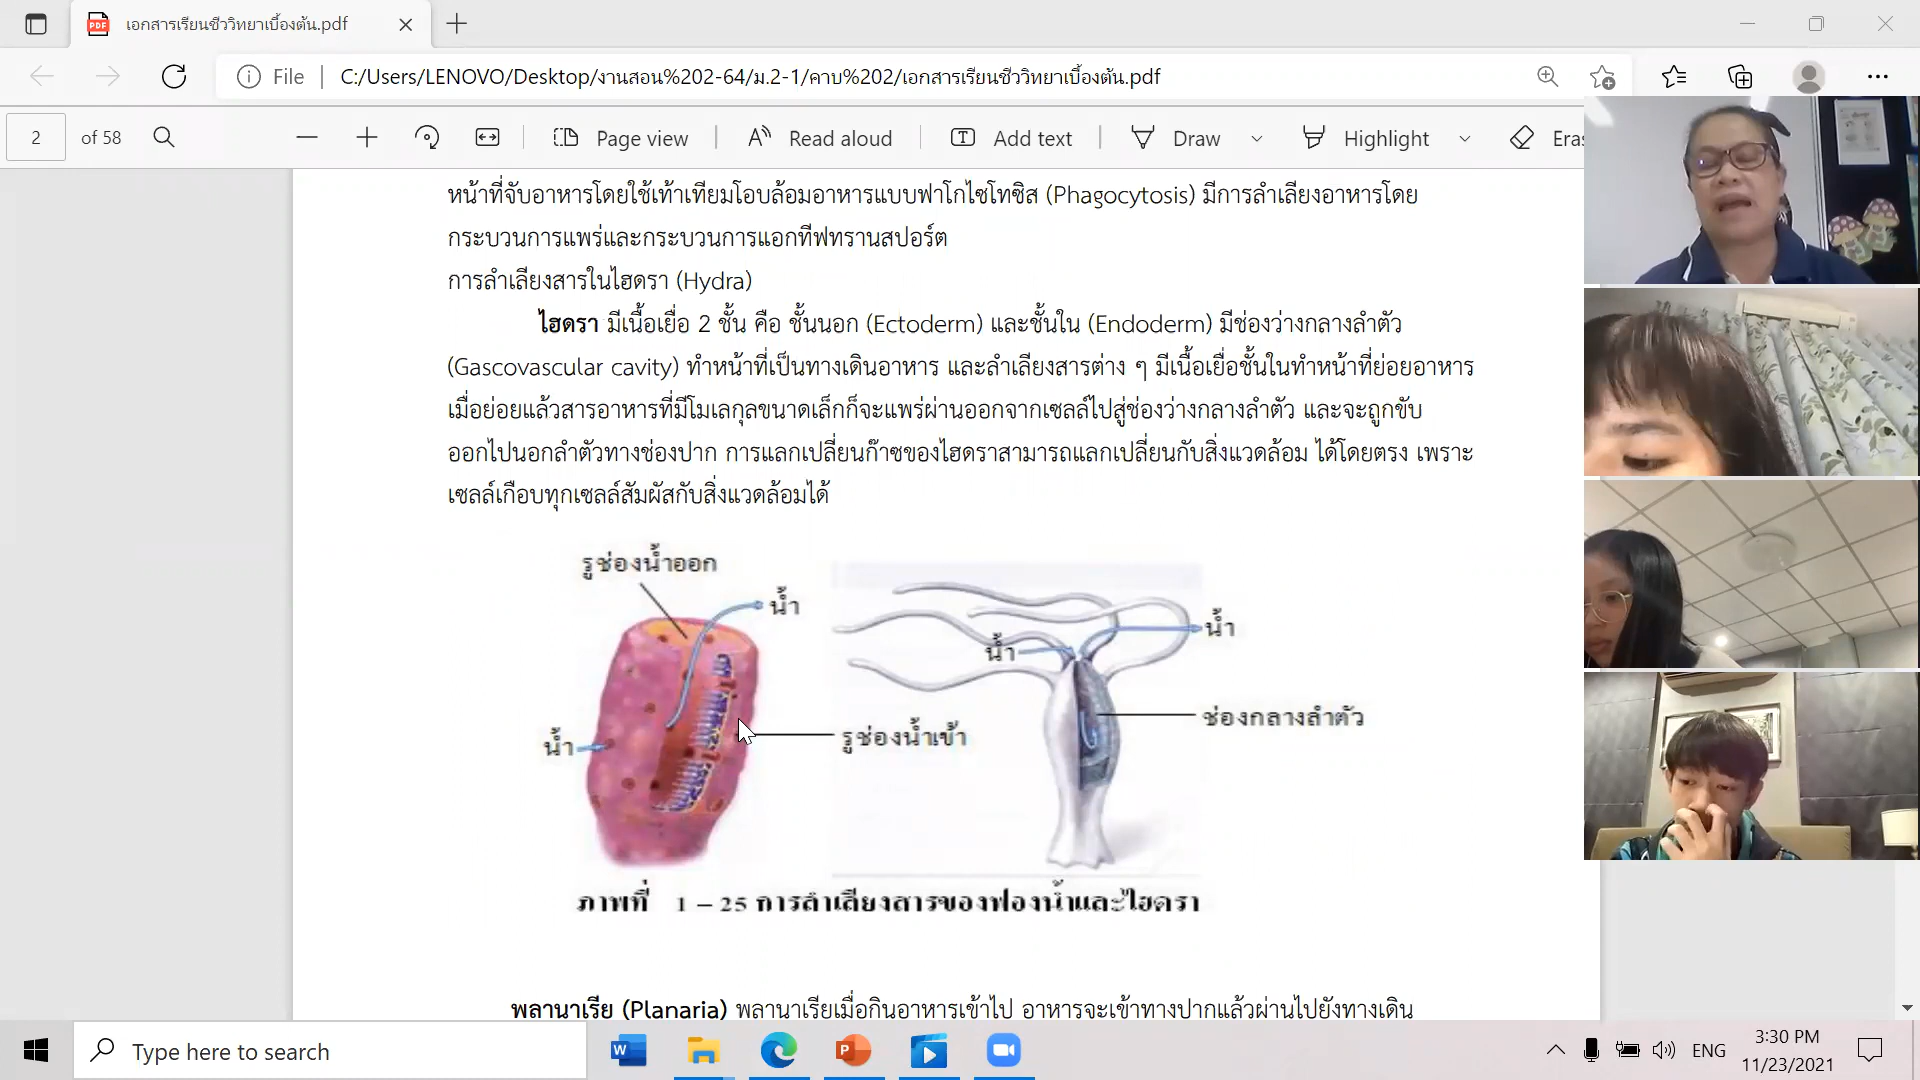 เอกสารเรียนชีววิทยาเบื้องต้น.pdf
File
C:/Users/LENOVO/Desktop/งานสอน%202-64/ม.2-1/คาบ%202/เอกสารเรียนชีววิทยาเบื้องต้น.pdf
2 of 58
Page view
Read aloud
Add text
Draw
Highlight
Eras
หน้าที่จับอาหารโดยใช้เท้าเทียมโอบล้อมอาหารแบบฟาโกไซโทซิส (Phagocytosis) มีการลำเลียงอาหารโดย
กระบวนการแพร่และกระบวนการแอกทีฟทรานสปอร์ต
การลำเลียงสารในไฮดรา (Hydra)
ไฮดรา มีเนื้อเยื่อ 2 ชั้น คือ ชั้นนอก (Ectoderm) และชั้นใน (Endoderm) มีช่องว่างกลางลำตัว
(Gascovascular cavity) ทำหน้าที่เป็นทางเดินอาหาร และลำเลียงสารต่าง ๆ มีเนื้อเยื่อชั้นในทำหน้าที่ย่อยอาหาร
เมื่อย่อยแล้วสารอาหารที่มีโมเลกุลขนาดเล็กก็จะแพร่ผ่านออกจากเซลล์ไปสู่ช่องว่างกลางลำตัว และจะถูกขับ
ออกไปนอกลำตัวทางช่องปาก การแลกเปลี่ยนก๊าซของไฮดราสามารถแลกเปลี่ยนกับสิ่งแวดล้อม ได้โดยตรง เพราะ
เซลล์เกือบทุกเซลล์สัมผัสกับสิ่งแวดล้อมได้
รูช่องน้ำออก
น้ำ
น้ำ
น้ำ
ช่องกลางลำตัว
น้ำ
รูช่องน้ำเข้า
ภาพที่ 1 – 25 การลำเลียงสารของฟองน้ำและไฮดรา
พลานาเรีย (Planaria) พลานาเรียเมื่อกินอาหารเข้าไป อาหารจะเข้าทางปากแล้วผ่านไปยังทางเดิน
Type here to search
ENG
3:30 PM
11/23/2021